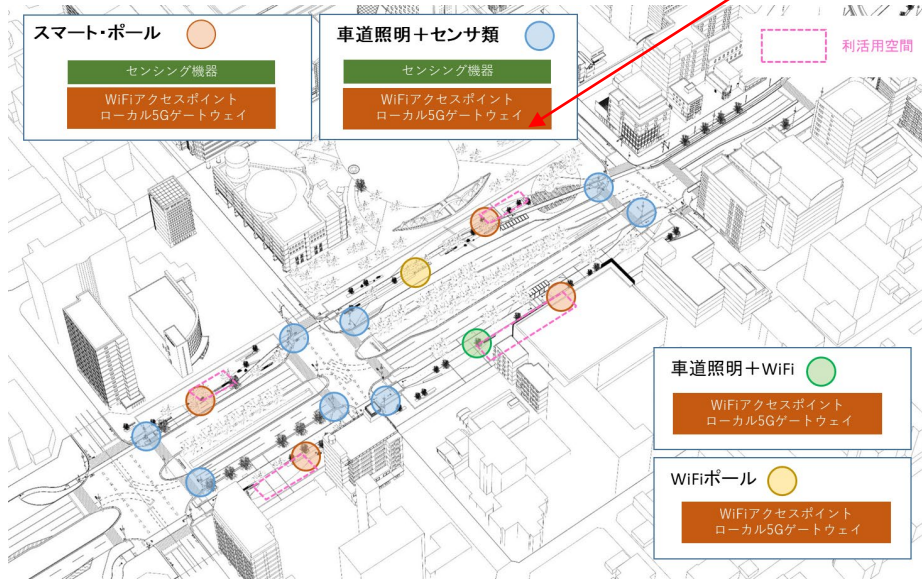 スマート・ポール
センシング機器
WiFiアクセスポイント
ローカル5Gゲートウェイ
車道照明＋センサ類
センシング機器
WiFiアクセスポイント
ローカル5Gゲートウェイ
利活用空間
車道照明＋WiFi
WiFiアクセスポイント
ローカル5Gゲートウェイ
WiFiポール
WiFiアクセスポイント
ローカル5Gゲートウェイ